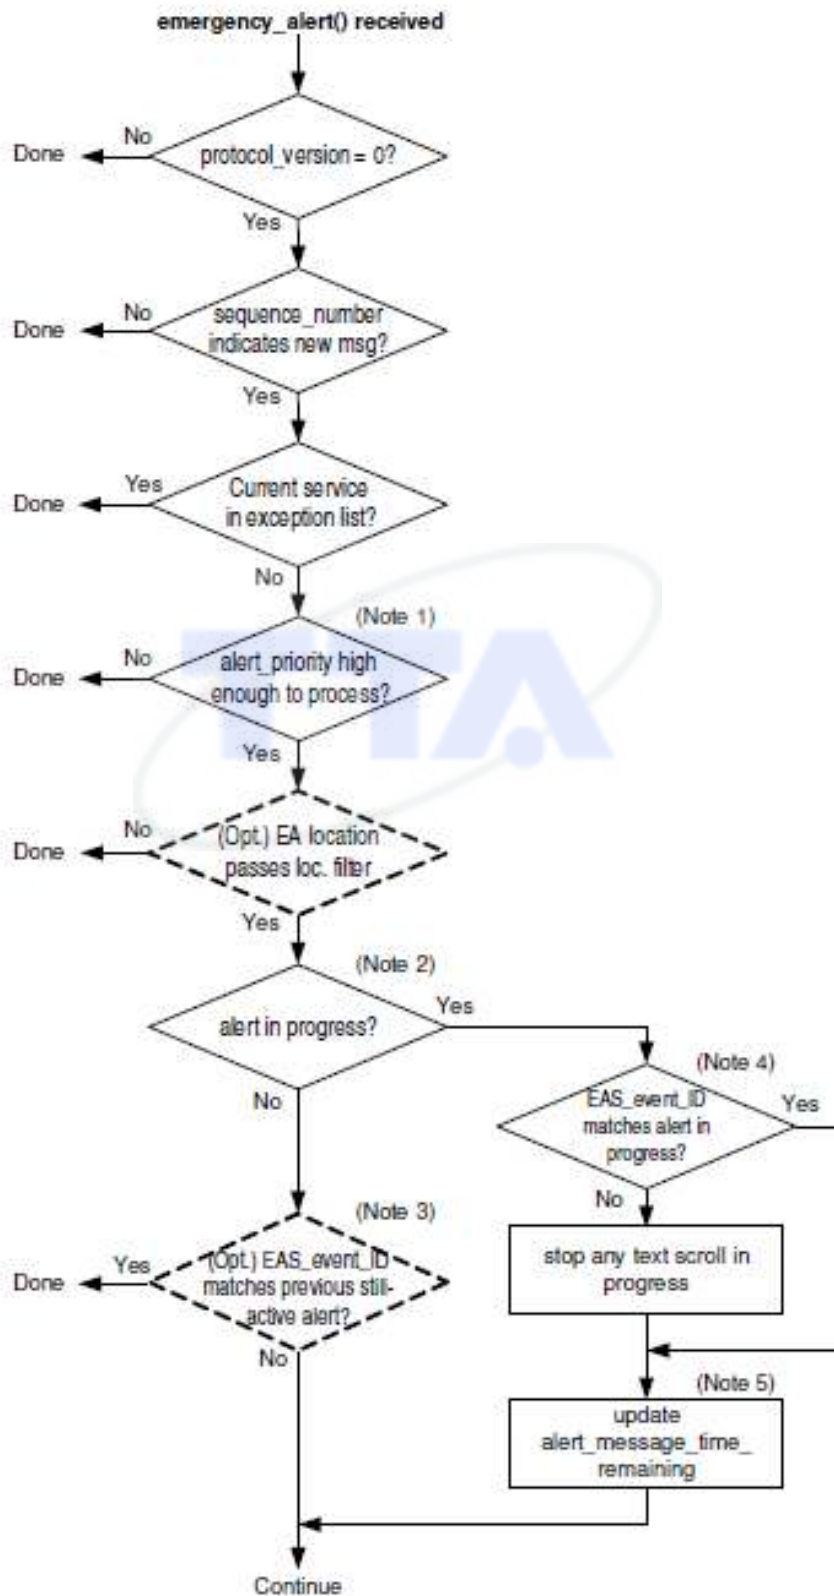 emergency_alert() received
No
Done
protocol_version = 0?
Yes
No
Done
sequence_number
indicates new msg?
Yes
Yes
Done
Current service
in exception list?
No
(Note 1)
No
Done
alert_priority high
enough to process?
TTA
Yes
No
Done
(Opt.) EA location
passes loc. filter
Yes
(Note 2)
alert in progress?
Yes
No
(Note 4)
EAS_event_ID
matches alert in
progress?
Yes
No
stop any text scroll in
progress
(Note 3)
Yes
Done
(Opt.) EAS_event_ID
matches previous still-
active alert?
No
(Note 5)
update
alert_message_time_
remaining
Continue